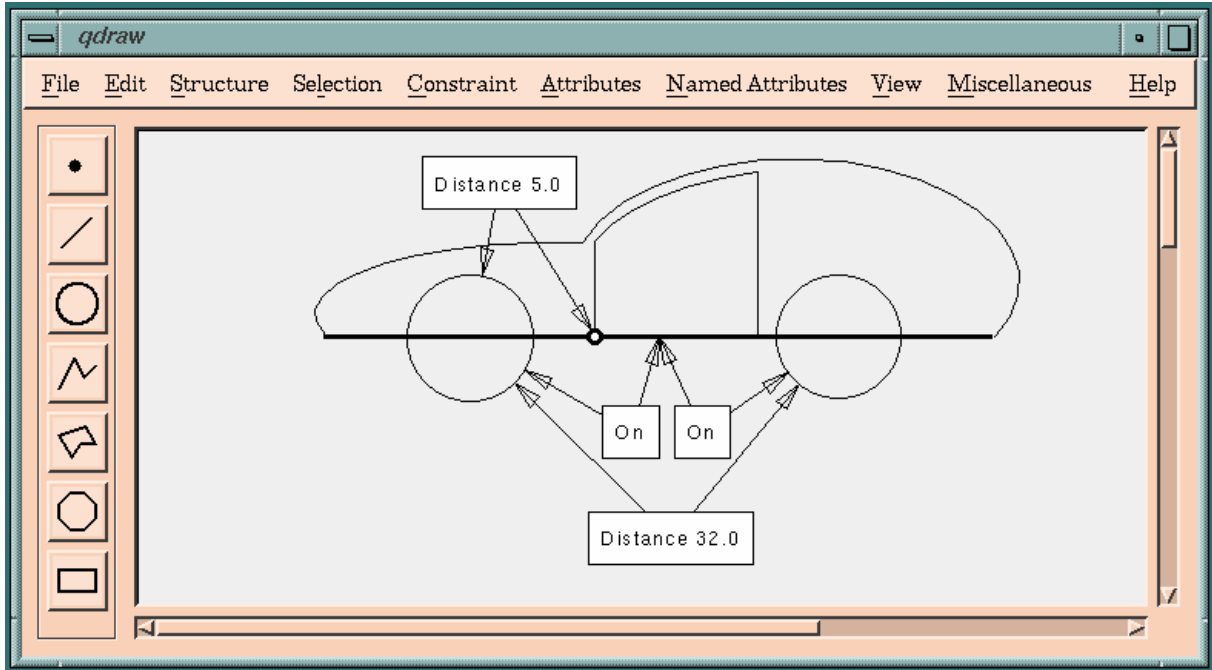 qdraw
File Edit Structure Selection Constraint Attributes Named Attributes View Miscellaneous Help
Distance 5.0
On On
Distance 32.0